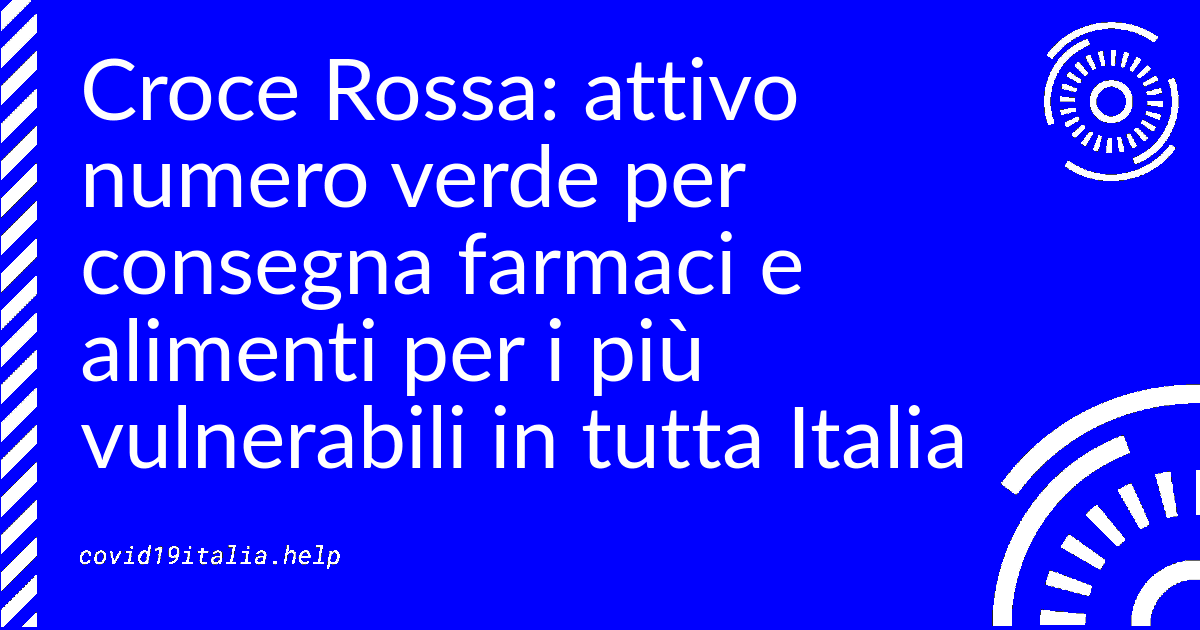 Croce Rossa: attivo
numero verde per
consegna farmaci e
alimenti per i più
vulnerabili in tutta Italia
covid19italia.help